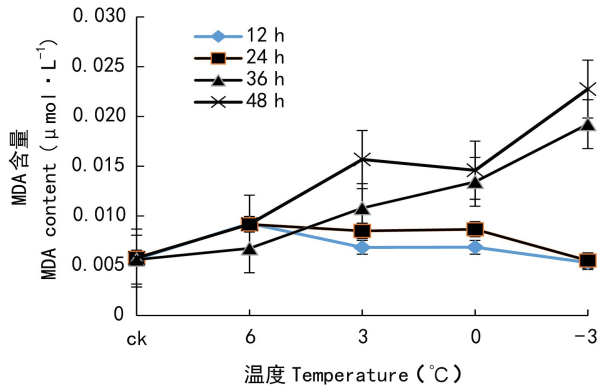 0.030
0.025
0.020
0.015
0.010
0.005
0
MDA含量
MDA content (μmol·L⁻¹)
12 h
24 h
36 h
48 h
ck 6 3 0 -3
温度 Temperature(℃)